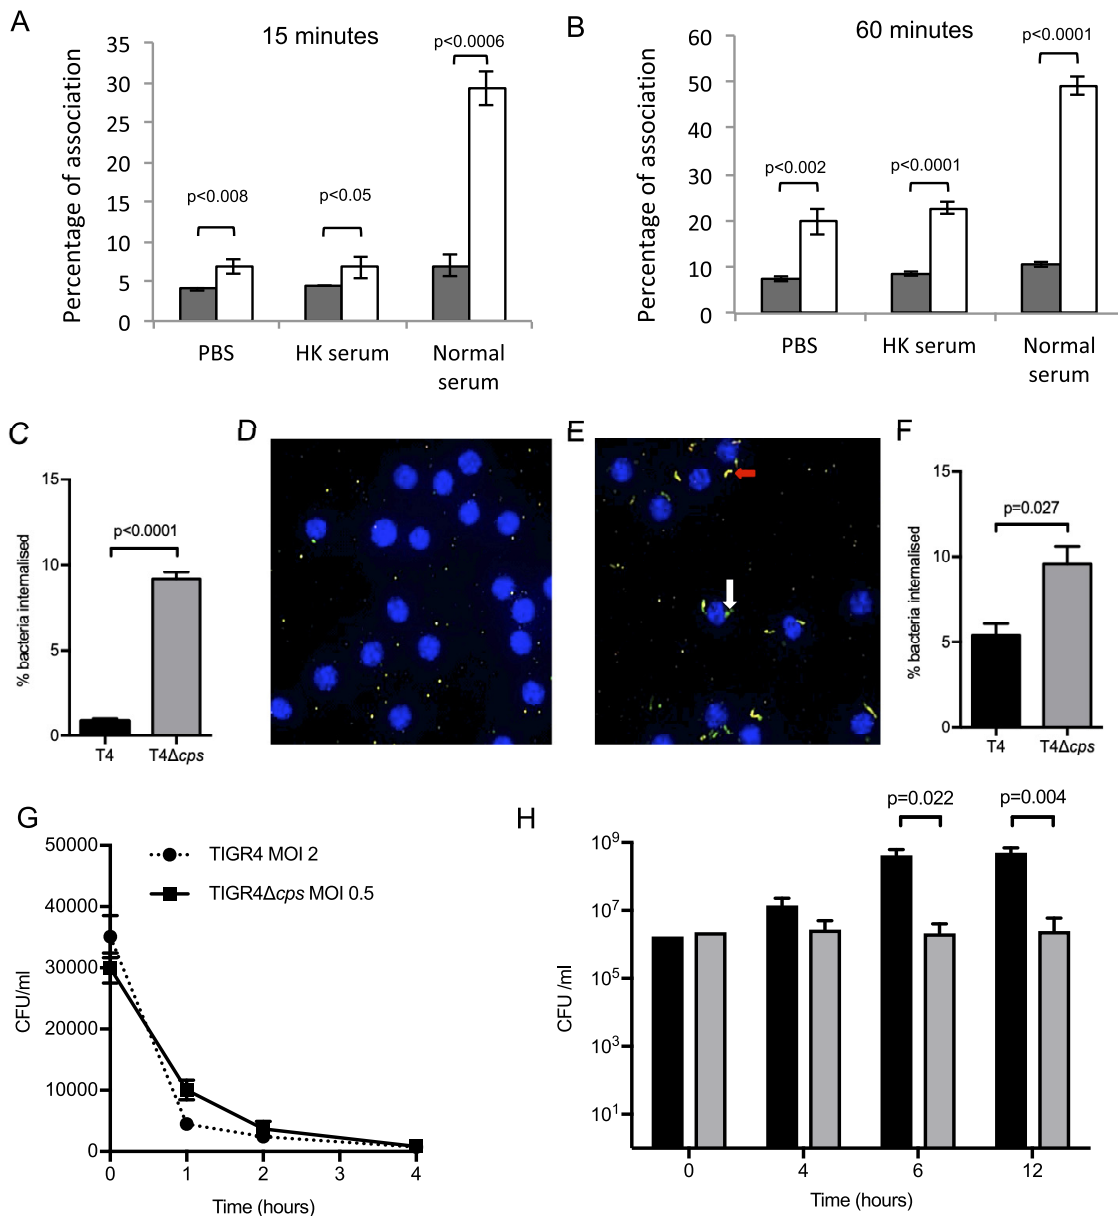 A
15 minutes
p<0.0006
p<0.008
p<0.05
Percentage of association
35
30
25
20
15
10
5
0
PBS
HK serum
Normal
serum
B
60 minutes
p<0.0001
p<0.002
p<0.0001
Percentage of association
60
50
40
30
20
10
0
PBS
HK serum
Normal
serum
C
p<0.0001
% bacteria internalised
15
10
5
0
T4
T4Δcps
D
E
F
p=0.027
% bacteria internalised
15
10
5
0
T4
T4Δcps
G
TIGR4 MOI 2
TIGR4Δcps MOI 0.5
CFU/ml
50000
40000
30000
20000
10000
0
0
1
2
3
4
Time (hours)
H
p=0.022
p=0.004
CFU /ml
10⁹
10⁷
10⁵
10³
10¹
0
4
6
12
Time (hours)